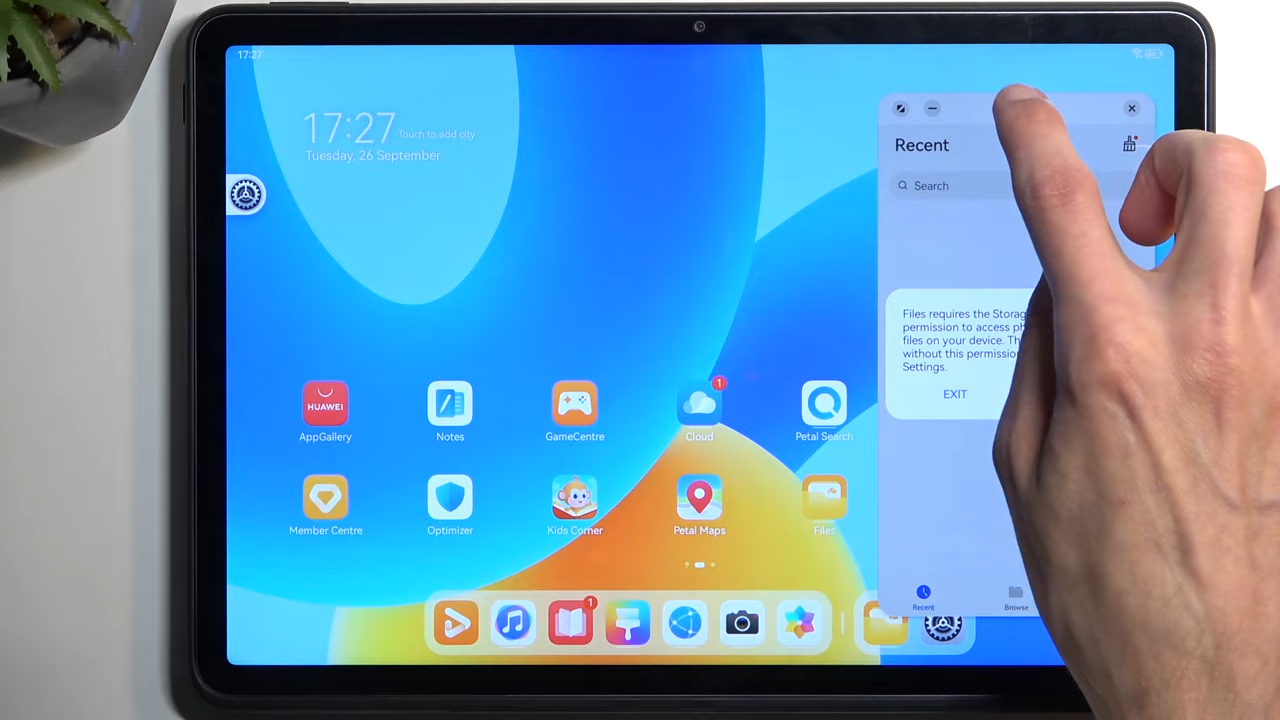 17:27
17:27 Touch to add city
Tuesday, 26 September
Recent
Search
Files requires the Storag
permission to access ph
files on your device. Th
without this permissio
Settings.
EXIT
HUAWEI
1
AppGallery
Notes
GameCentre
Cloud
Petal Search
Member Centre
Optimizer
Kids Corner
Petal Maps
Files
Recent
Browse
1